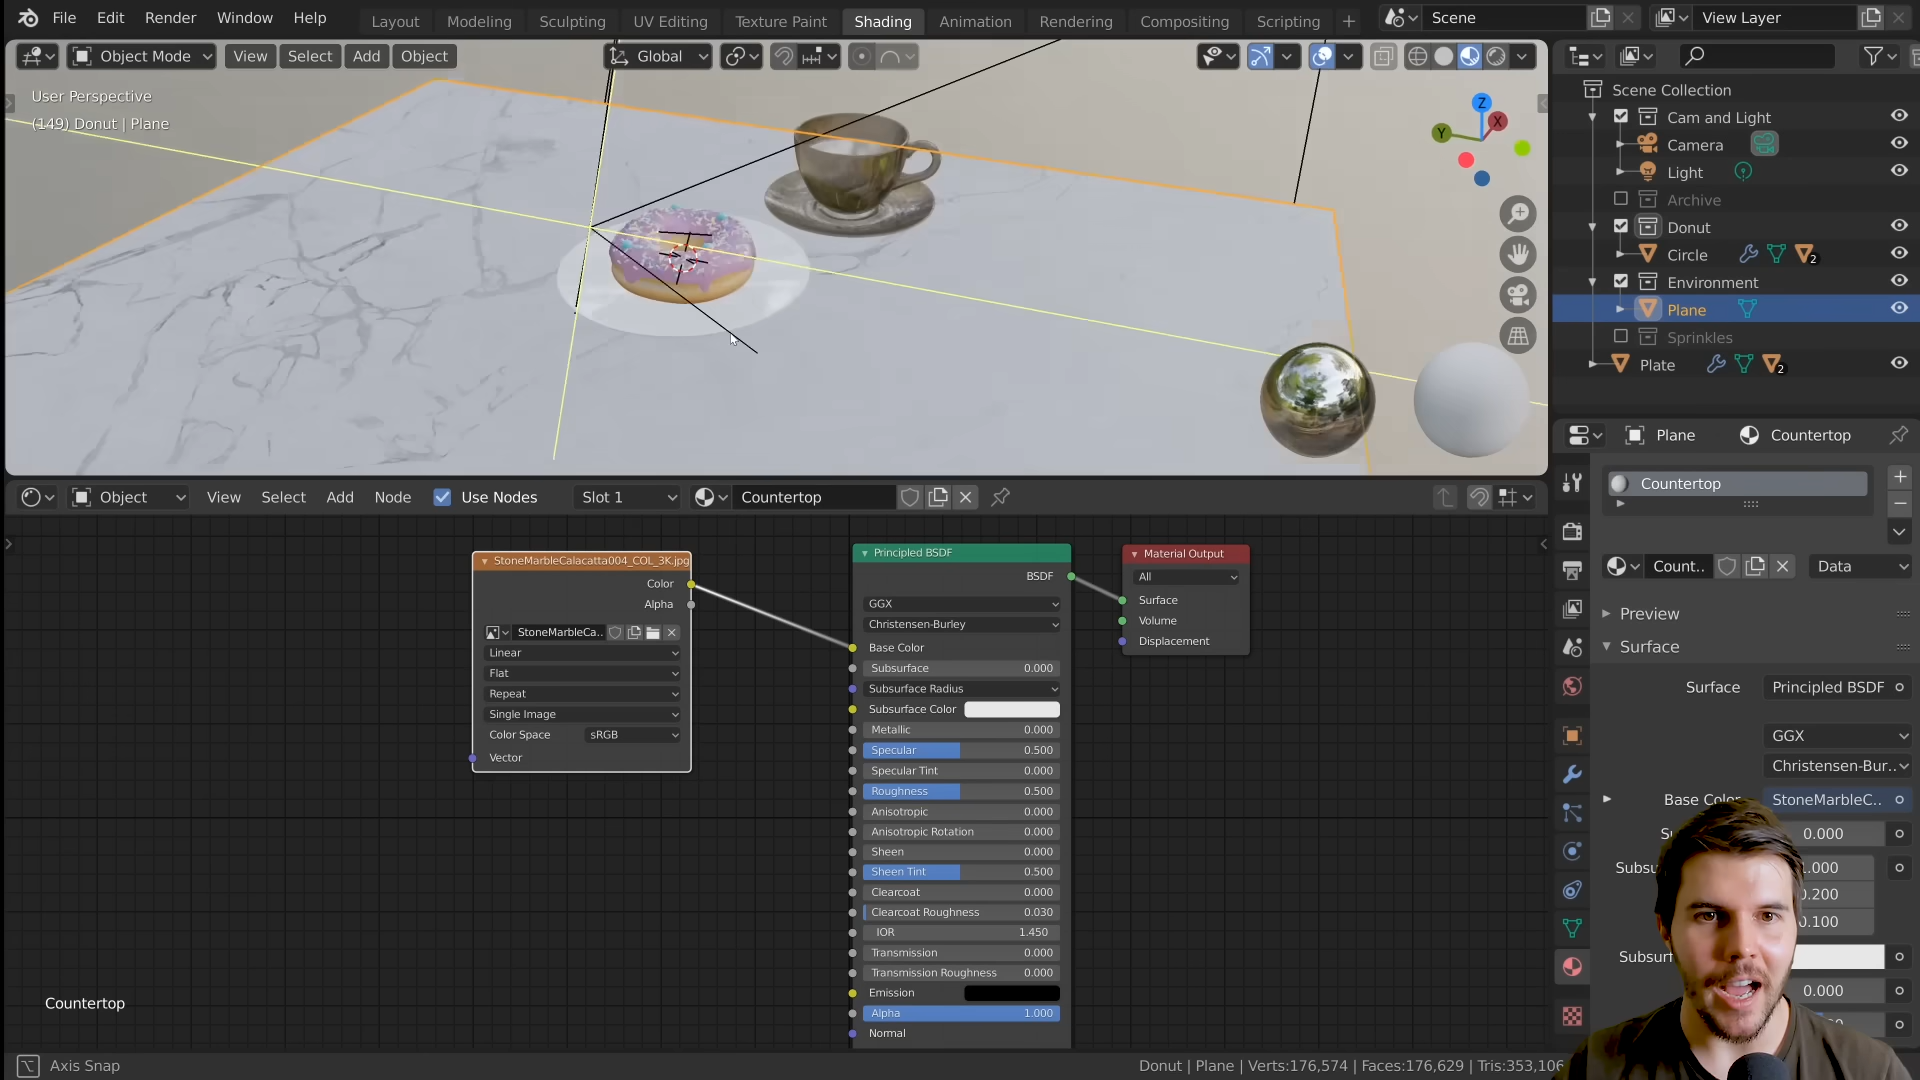 File Edit Render Window Help Layout Modeling Sculpting UV Editing Texture Paint Shading Animation Rendering Compositing Scripting + Scene View Layer
Object Mode View Select Add Object Global
User Perspective
(149) Donut | Plane
Z
X
Y
Scene Collection
Cam and Light
Camera
Light
Archive
Donut
Circle 2
Environment
Plane
Sprinkles
Plate 2
Object View Select Add Node Use Nodes Slot 1 Countertop
StoneMarbleCalacatta004_COL_3K.jpg
Color
Alpha
StoneMarbleCa..
Linear
Flat
Repeat
Single Image
Color Space sRGB
Vector
Principled BSDF
BSDF
GGX
Christensen-Burley
Base Color
Subsurface 0.000
Subsurface Radius
Subsurface Color
Metallic 0.000
Specular 0.500
Specular Tint 0.000
Roughness 0.500
Anisotropic 0.000
Anisotropic Rotation 0.000
Sheen 0.000
Sheen Tint 0.500
Clearcoat 0.000
Clearcoat Roughness 0.030
IOR 1.450
Transmission 0.000
Transmission Roughness 0.000
Emission
Alpha 1.000
Normal
Material Output
All
Surface
Volume
Displacement
Plane Countertop
Countertop
Count.. Data
Preview
Surface
Surface Principled BSDF
GGX
Christensen-Bur..
Base Color StoneMarbleC..
0.000
Subsu
.000
0.200
0.100
Subsurf
0.000
Countertop
Axis Snap
Donut | Plane | Verts:176,574 | Faces:176,629 | Tris:353,106